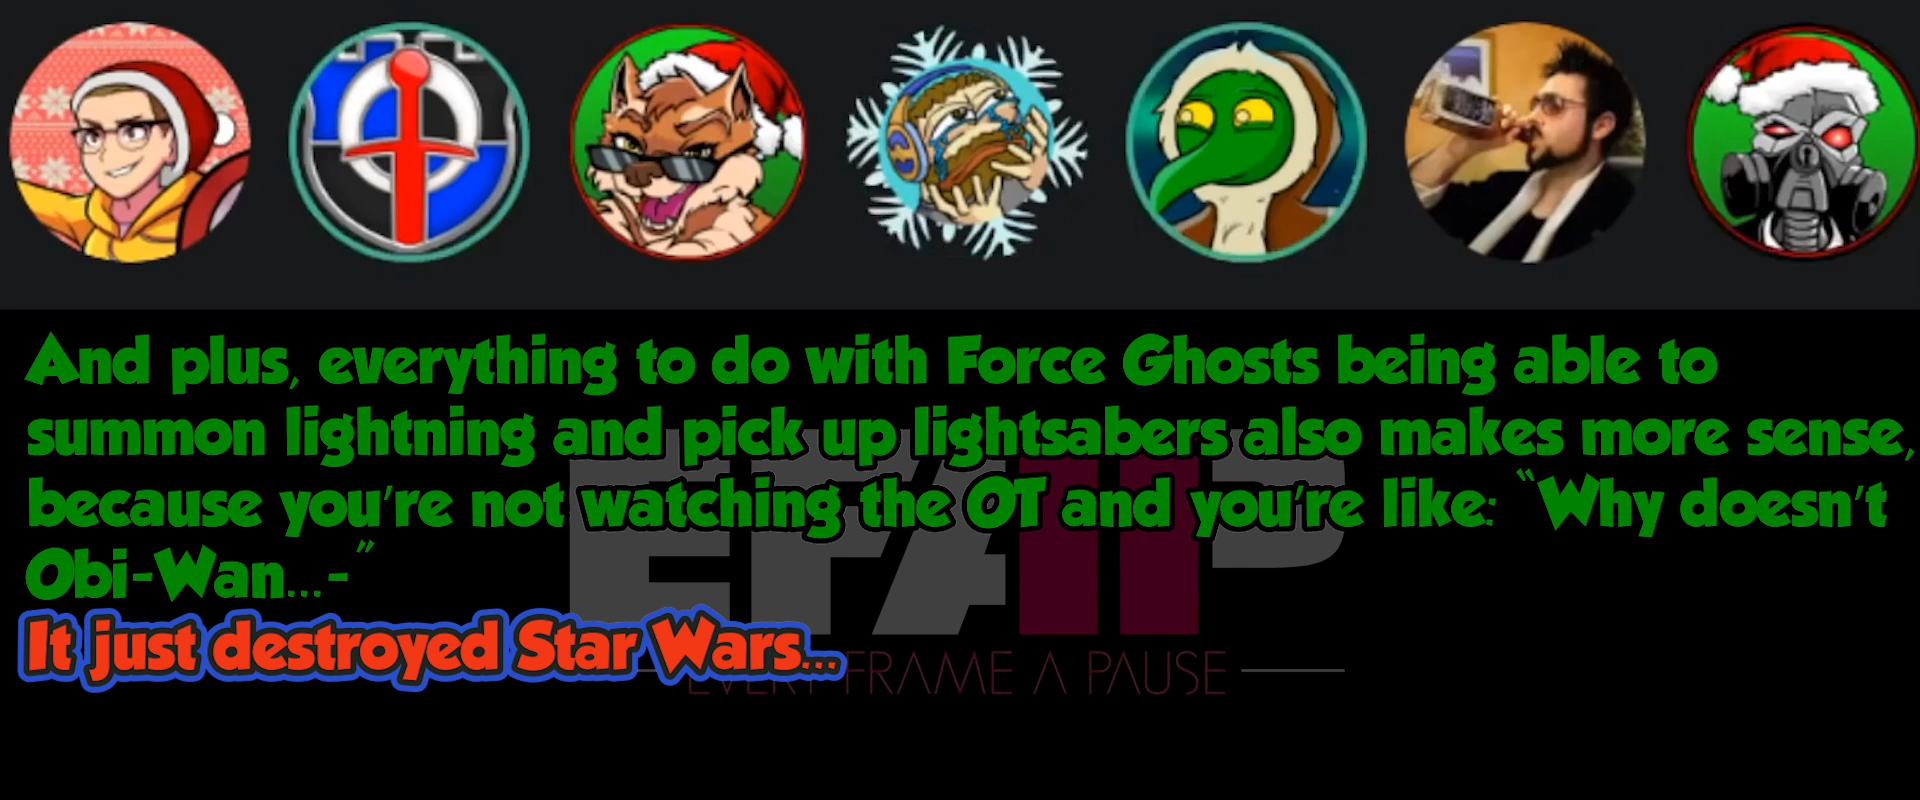 And plus, everything to do with Force Ghosts being able to
summon lightning and pick up lightsabers also makes more sense,
because you're not watching the OT and you're like: “Why doesn't
Obi-Wan...-”
It just destroyed Star Wars...
EFAP
EVERY FRAME A PAUSE